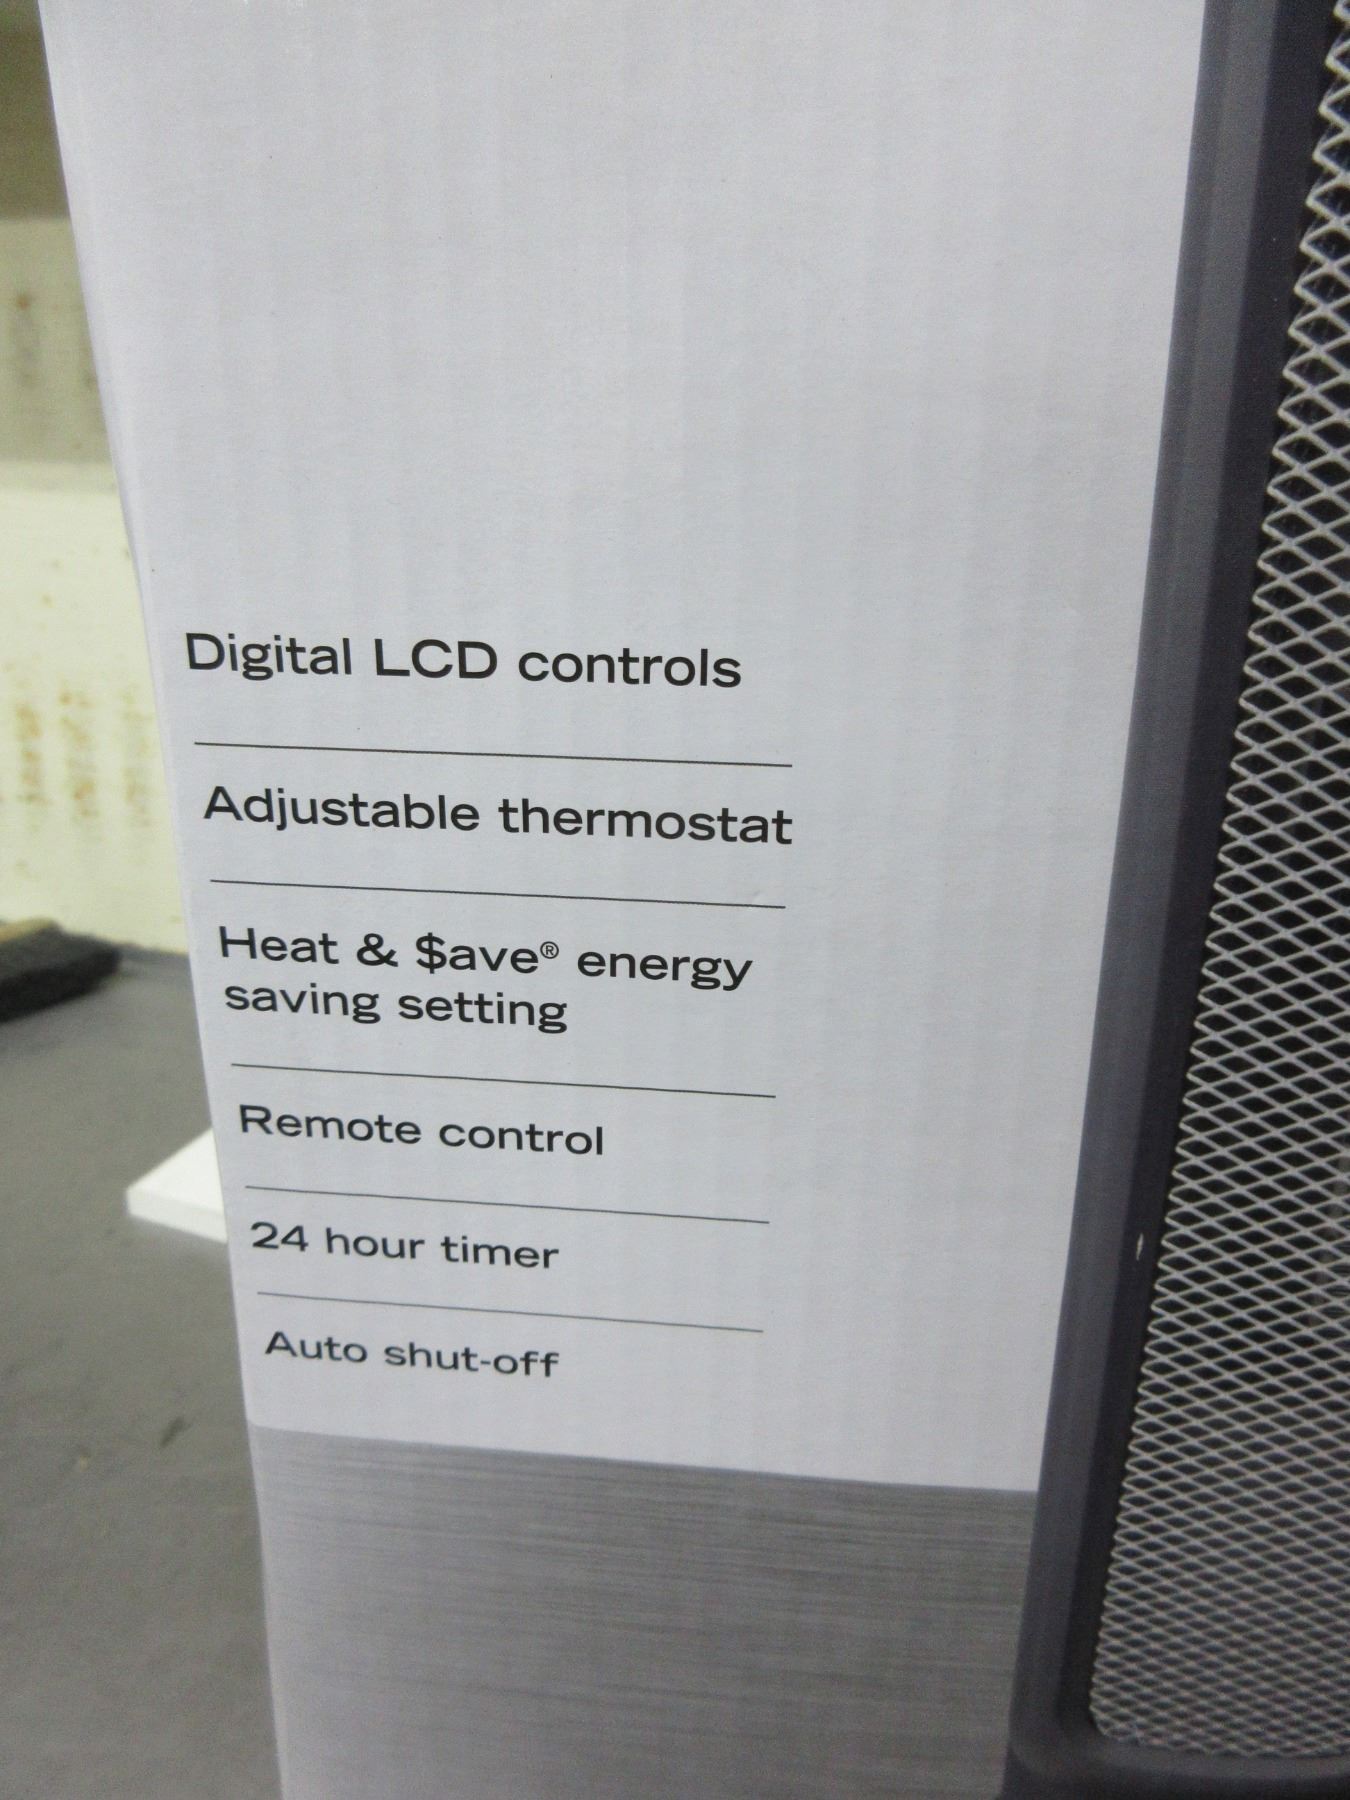 Digital LCD controls
Adjustable thermostat
Heat & $ave® energy
saving setting
Remote control
24 hour timer
Auto shut-off